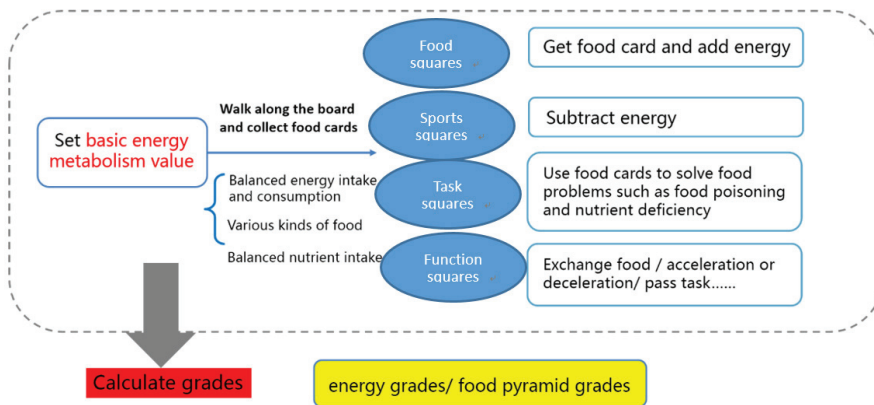 Food
squares
Get food card and add energy
Walk along the board
and collect food cards
Sports
squares
Subtract energy
Set basic energy
metabolism value
Balanced energy intake
and consumption
Various kinds of food
Balanced nutrient intake
Task
squares
Use food cards to solve food
problems such as food poisoning
and nutrient deficiency
Function
squares
Exchange food / acceleration or
deceleration/ pass task......
Calculate grades
energy grades/ food pyramid grades